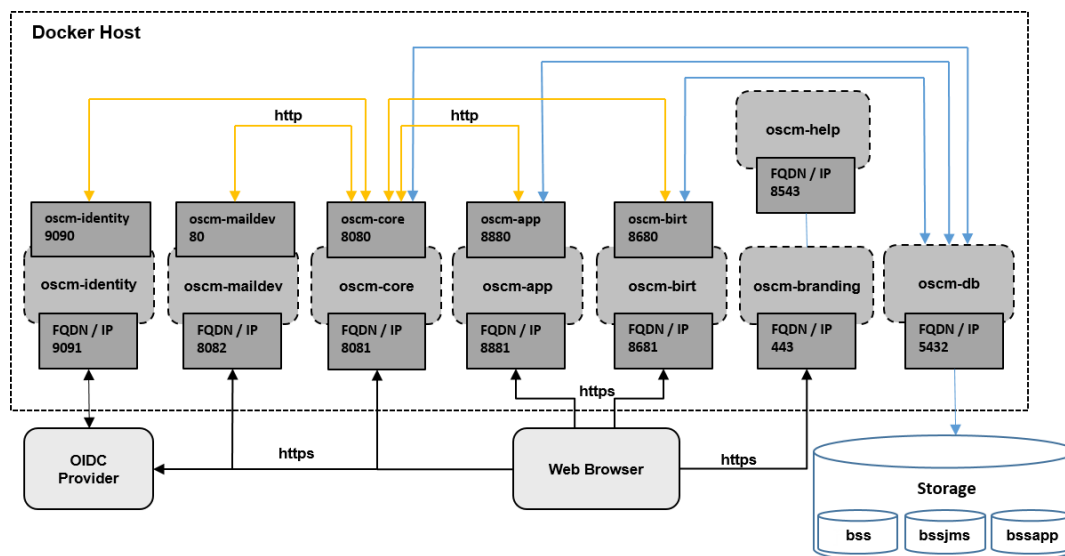 Docker Host
http
http
oscm-help
FQDN / IP
8543
oscm-identity
9090
oscm-maildev
80
oscm-core
8080
oscm-app
8880
oscm-birt
8680
oscm-identity
oscm-maildev
oscm-core
oscm-app
oscm-birt
oscm-branding
oscm-db
FQDN / IP
9091
FQDN / IP
8082
FQDN / IP
8081
FQDN / IP
8881
FQDN / IP
8681
FQDN / IP
443
FQDN / IP
5432
https
OIDC
Provider
https
Web Browser
https
Storage
bss
bssjms
bssapp